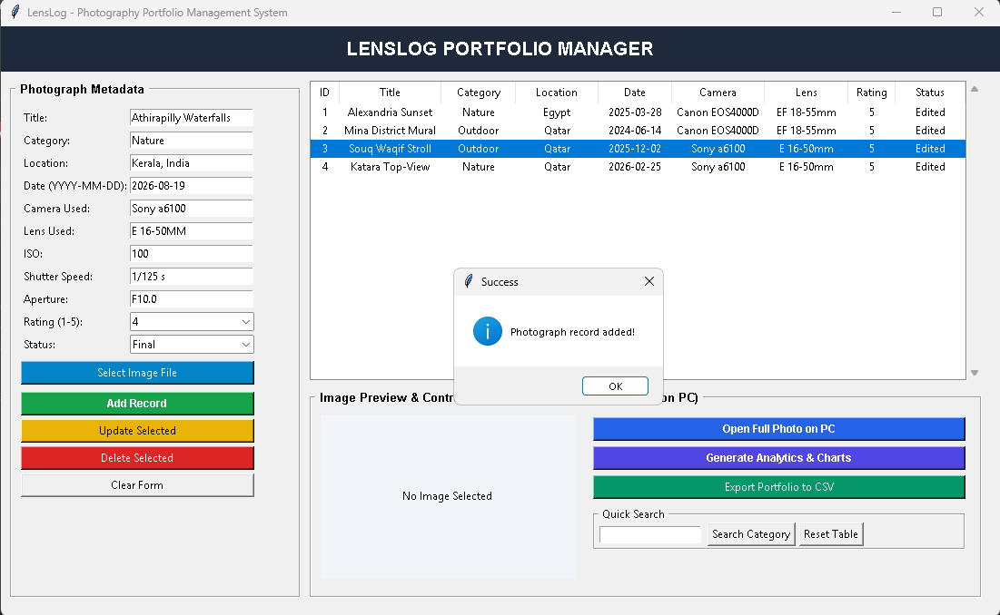 LensLog - Photography Portfolio Management System
LENSLOG PORTFOLIO MANAGER
Photograph Metadata
Title: Athirapilly Waterfalls
Category: Nature
Location: Kerala, India
Date (YYYY-MM-DD): 2026-08-19
Camera Used: Sony a6100
Lens Used: E 16-50MM
ISO: 100
Shutter Speed: 1/125 s
Aperture: F10.0
Rating (1-5): 4
Status: Final
Select Image File
Add Record
Update Selected
Delete Selected
Clear Form
ID Title Category Location Date Camera Lens Rating Status
1 Alexandria Sunset Nature Egypt 2025-03-28 Canon EOS4000D EF 18-55mm 5 Edited
2 Mina District Mural Outdoor Qatar 2024-06-14 Canon EOS4000D EF 18-55mm 5 Edited
3 Souq Waqif Stroll Outdoor Qatar 2025-12-02 Sony a6100 E 16-50mm 5 Edited
4 Katara Top-View Nature Qatar 2026-02-25 Sony a6100 E 16-50mm 5 Edited
Success
Photograph record added!
OK
Image Preview & Contr on PC)
No Image Selected
Open Full Photo on PC
Generate Analytics & Charts
Export Portfolio to CSV
Quick Search
Search Category Reset Table